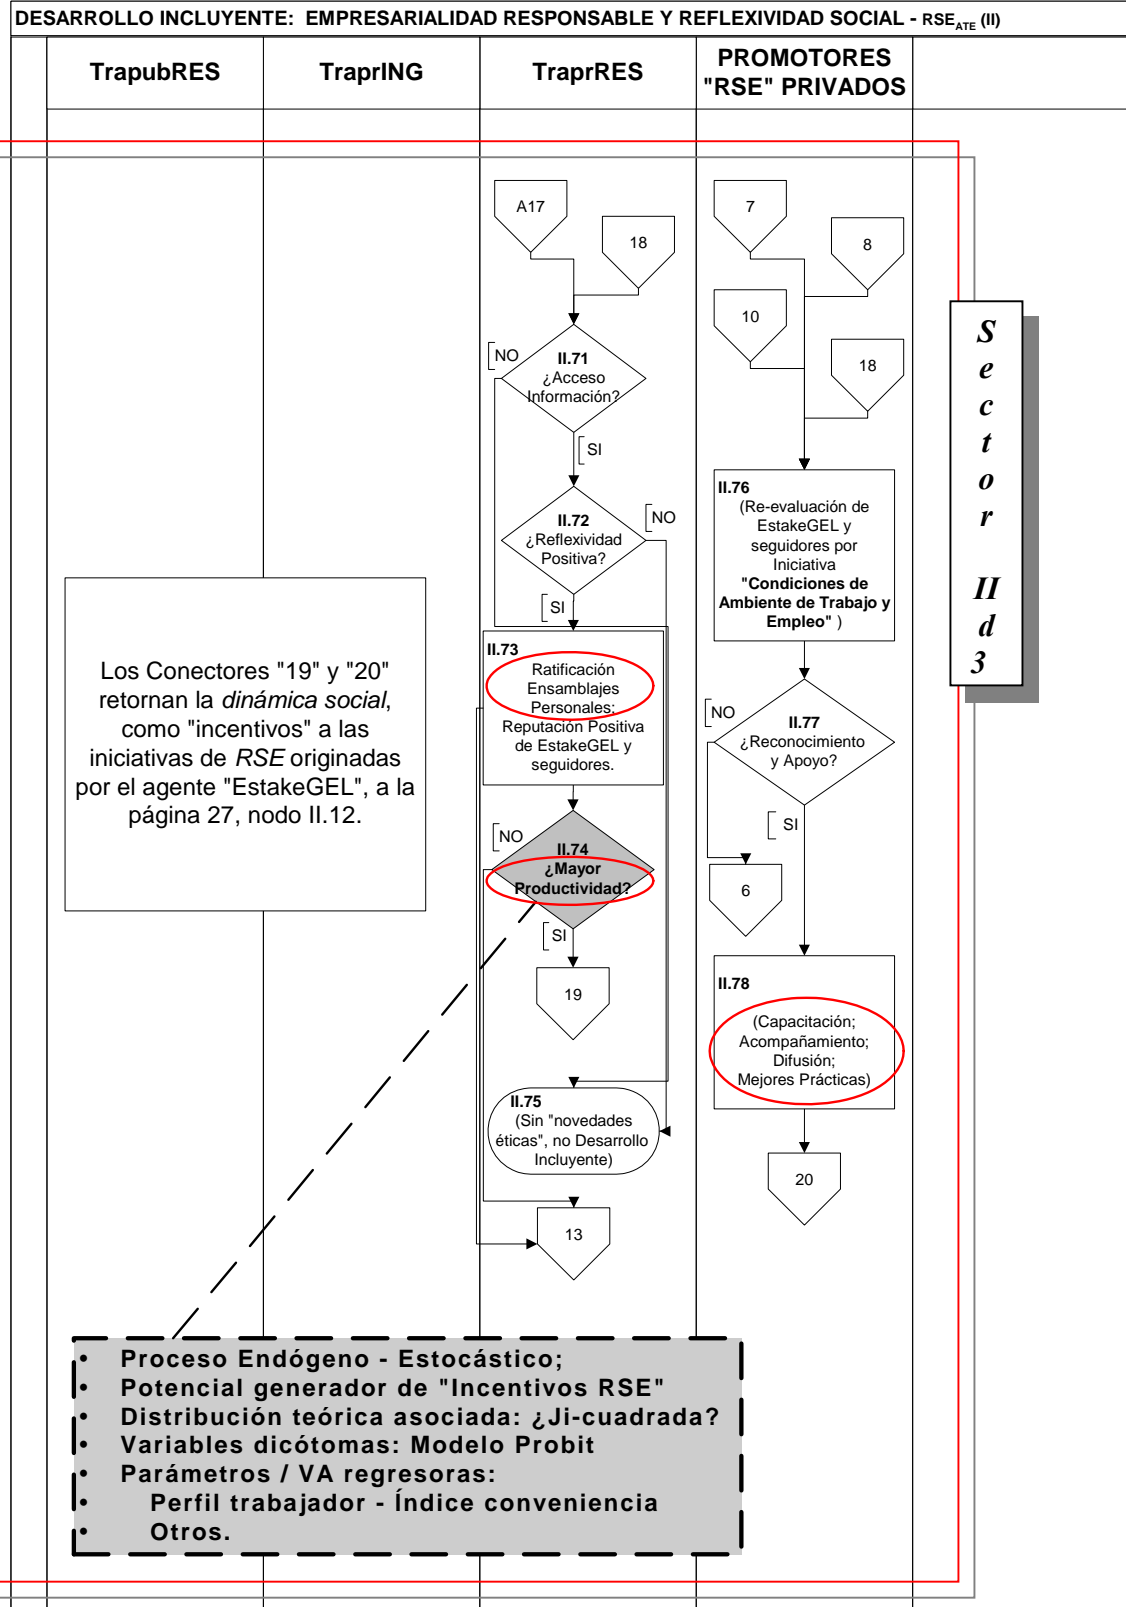 DESARROLLO INCLUYENTE: EMPRESARIALIDAD RESPONSABLE Y REFLEXIVIDAD SOCIAL - RSE ATE (II)
TrapubRES
TraprING
TraprRES
PROMOTORES
"RSE" PRIVADOS
A17
18
NO
II.71
¿Acceso
Información?
SI
II.72
¿Reflexividad
Positiva?
NO
SI
II.73
Ratificación
Ensamblajes
Personales;
Reputación Positiva
de EstakeGEL y
seguidores.
NO
II.74
¿Mayor
Productividad?
SI
19
II.75
(Sin "novedades
éticas", no Desarrollo
Incluyente)
13
7
8
10
18
II.76
(Re-evaluación de
EstakeGEL y
seguidores por
Iniciativa
"Condiciones de
Ambiente de Trabajo y
Empleo" )
NO
II.77
¿Reconocimiento
y Apoyo?
SI
6
II.78
(Capacitación;
Acompañamiento;
Difusión;
Mejores Prácticas)
20
Los Conectores "19" y "20"
retornan la dinámica social,
como "incentivos" a las
iniciativas de RSE originadas
por el agente "EstakeGEL", a la
página 27, nodo II.12.
S
e
c
t
o
r
II
d
3
• Proceso Endógeno - Estocástico;
• Potencial generador de "Incentivos RSE"
• Distribución teórica asociada: ¿Ji-cuadrada?
• Variables dicótomas: Modelo Probit
• Parámetros / VA regresoras:
• Perfil trabajador - Índice conveniencia
• Otros.